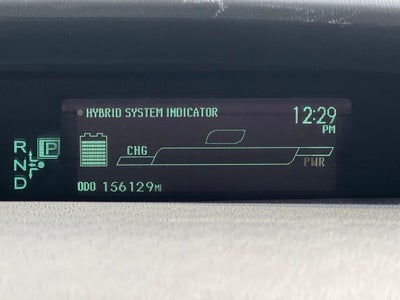 HYBRID SYSTEM INDICATOR
12:29
PM
R
P
N
D
CHG
PWR
ODO 156129MI